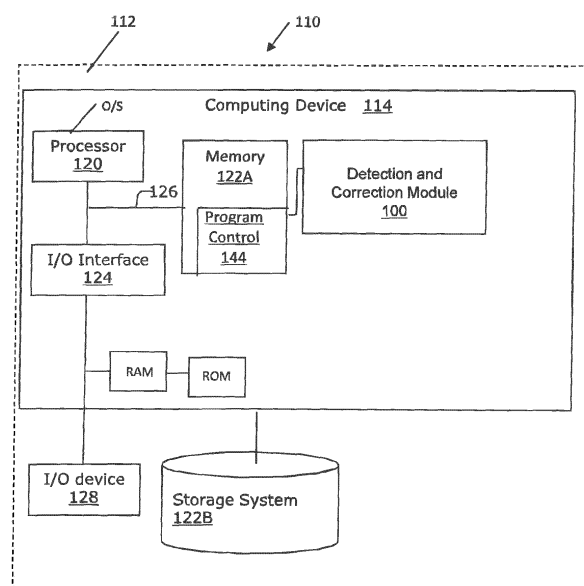 112
110
Computing Device 114
O/S
Processor
120
Memory
122A
Detection and
Correction Module
100
126
Program
Control
144
I/O Interface
124
RAM
ROM
I/O device
128
Storage System
122B